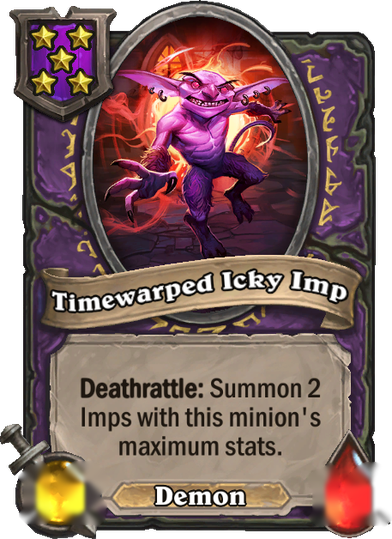 Timewarped Icky Imp
Deathrattle: Summon 2
Imps with this minion's
maximum stats.
Demon